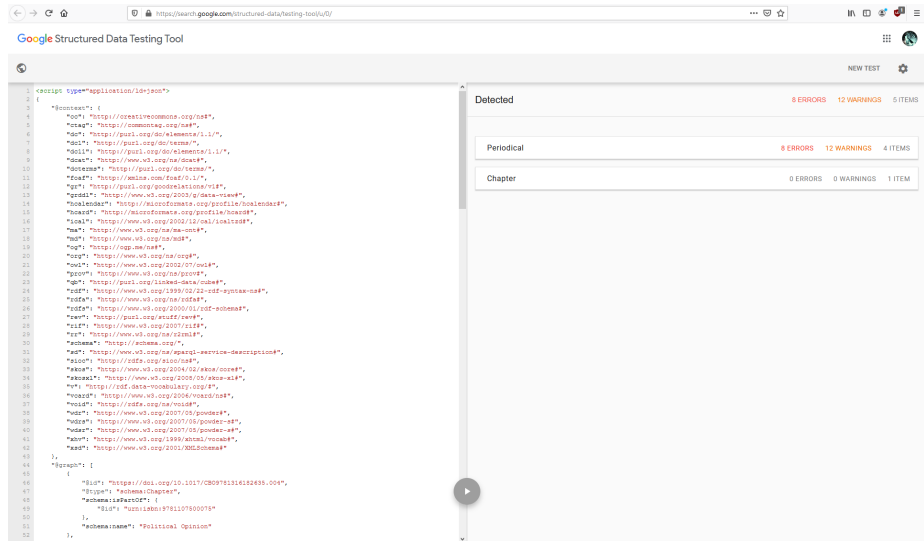 https://search.google.com/structured-data/testing-tool/u/0/
Google Structured Data Testing Tool
NEW TEST
1 <script type="application/ld+json">
2 {
3 "@context": {
4 "cc": "http://creativecommons.org/ns#",
5 "ctag": "http://commontag.org/ns#",
6 "dc": "http://purl.org/dc/elements/1.1/",
7 "dc1": "http://purl.org/dc/terms/",
8 "dc11": "http://purl.org/dc/elements/1.1/",
9 "dcat": "http://www.w3.org/ns/dcat#",
10 "dcterms": "http://purl.org/dc/terms/",
11 "foaf": "http://xmlns.com/foaf/0.1/",
12 "gr": "http://purl.org/goodrelations/v1#",
13 "grddl": "http://www.w3.org/2003/g/data-view#",
14 "hcalendar": "http://microformats.org/profile/hcalendar#",
15 "hcard": "http://microformats.org/profile/hcard#",
16 "ical": "http://www.w3.org/2002/12/cal/icaltzd#",
17 "ma": "http://www.w3.org/ns/ma-ont#",
18 "md": "http://www.w3.org/ns/md#",
19 "og": "http://ogp.me/ns#",
20 "org": "http://www.w3.org/ns/org#",
21 "owl": "http://www.w3.org/2002/07/owl#",
22 "prov": "http://www.w3.org/ns/prov#",
23 "qb": "http://purl.org/linked-data/cube#",
24 "rdf": "http://www.w3.org/1999/02/22-rdf-syntax-ns#",
25 "rdfa": "http://www.w3.org/ns/rdfa#",
26 "rdfs": "http://www.w3.org/2000/01/rdf-schema#",
27 "rev": "http://purl.org/stuff/rev#",
28 "rif": "http://www.w3.org/2007/rif#",
29 "rr": "http://www.w3.org/ns/r2rml#",
30 "schema": "http://schema.org/",
31 "sd": "http://www.w3.org/ns/sparql-service-description#",
32 "sioc": "http://rdfs.org/sioc/ns#",
33 "skos": "http://www.w3.org/2004/02/skos/core#",
34 "skosxl": "http://www.w3.org/2008/05/skos-xl#",
35 "v": "http://rdf.data-vocabulary.org/#",
36 "vcard": "http://www.w3.org/2006/vcard/ns#",
37 "void": "http://rdfs.org/ns/void#",
38 "wdr": "http://www.w3.org/2007/05/powder#",
39 "wdrs": "http://www.w3.org/2007/05/powder-s#",
40 "wdsr": "http://www.w3.org/2007/05/powder-s#",
41 "xhv": "http://www.w3.org/1999/xhtml/vocab#",
42 "xsd": "http://www.w3.org/2001/XMLSchema#"
43 },
44 "@graph": [
45 {
46 "@id": "https://doi.org/10.1017/CBO9781316182635.004",
47 "@type": "schema:Chapter",
48 "schema:isPartOf": {
49 "@id": "urn:isbn:9781107500075"
50 },
51 "schema:name": "Political Opinion"
52 },
Detected 8 ERRORS 12 WARNINGS 5 ITEMS
Periodical 8 ERRORS 12 WARNINGS 4 ITEMS
Chapter 0 ERRORS 0 WARNINGS 1 ITEM